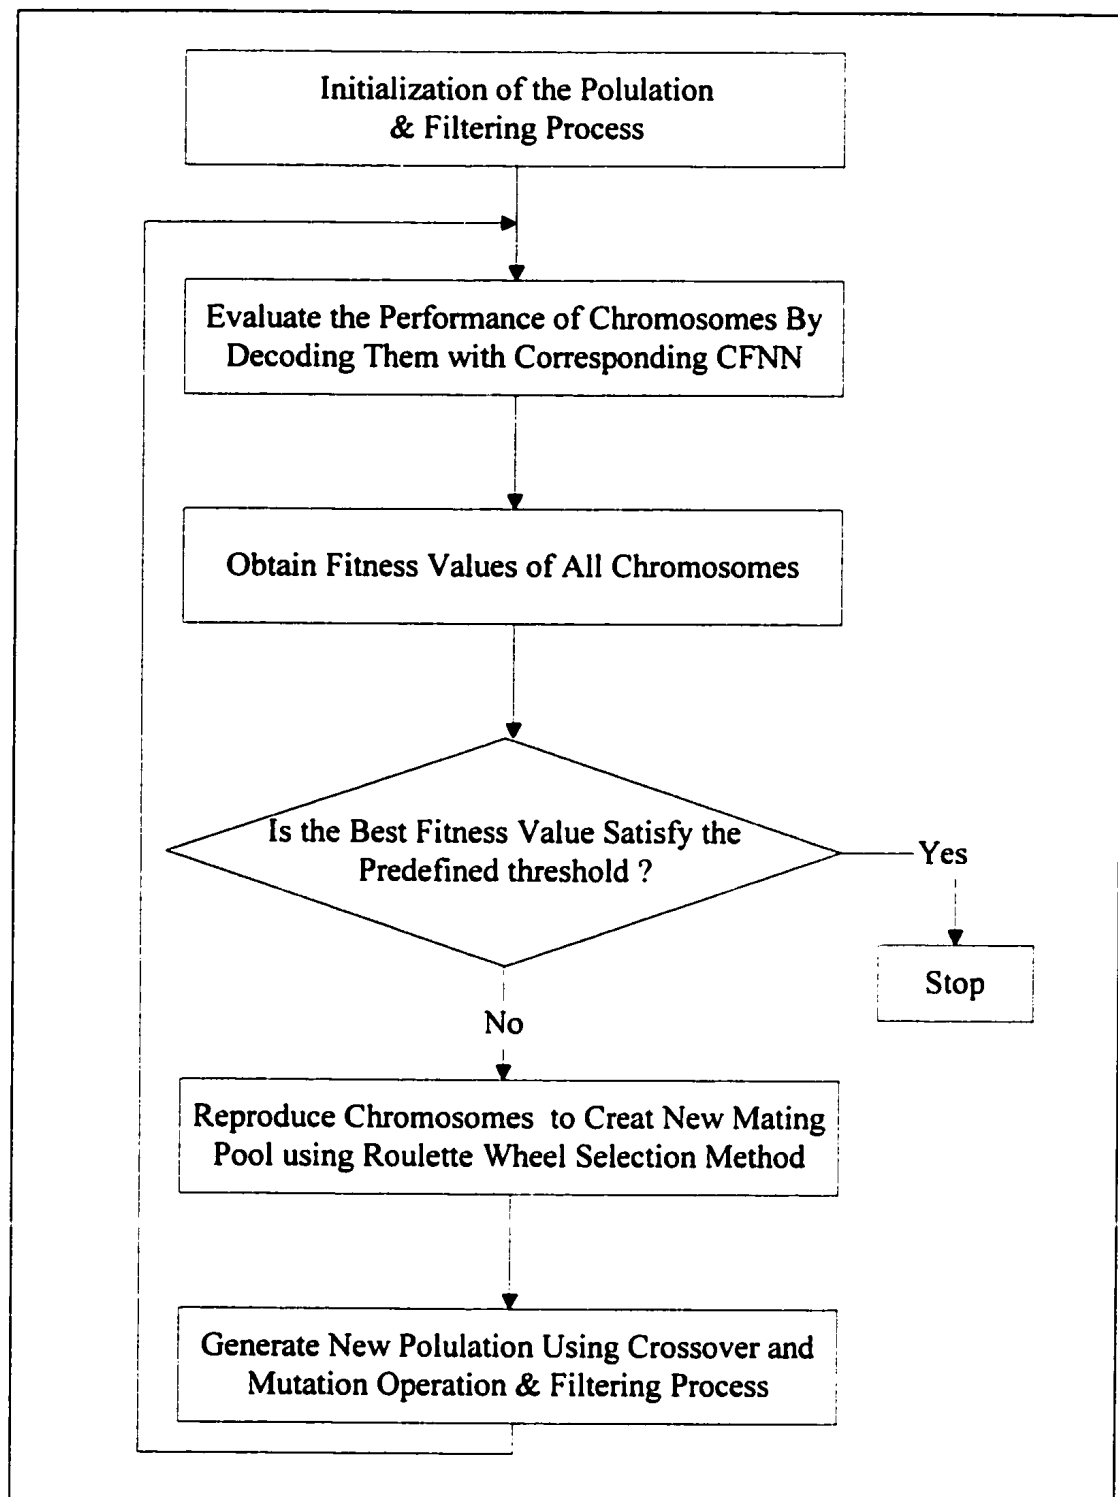 Initialization of the Polulation
& Filtering Process
Evaluate the Performance of Chromosomes By
Decoding Them with Corresponding CFNN
Obtain Fitness Values of All Chromosomes
Is the Best Fitness Value Satisfy the
Predefined threshold ?
Yes
Stop
No
Reproduce Chromosomes to Creat New Mating
Pool using Roulette Wheel Selection Method
Generate New Polulation Using Crossover and
Mutation Operation & Filtering Process